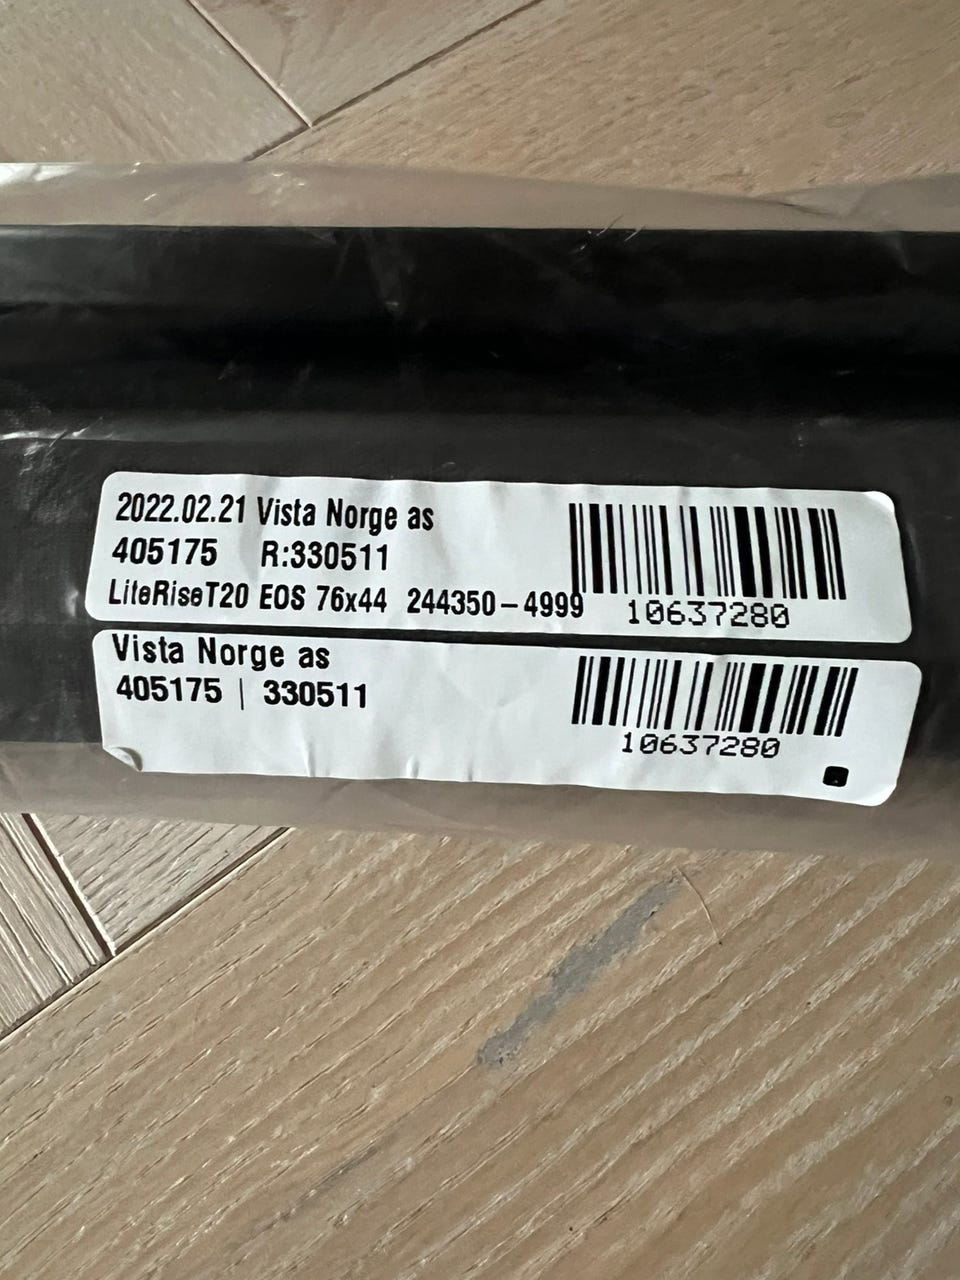 2022.02.21 Vista Norge as
405175 R:330511
LiteRiseT20 EOS 76x44 244350-4999
10637280
Vista Norge as
405175 | 330511
10637280